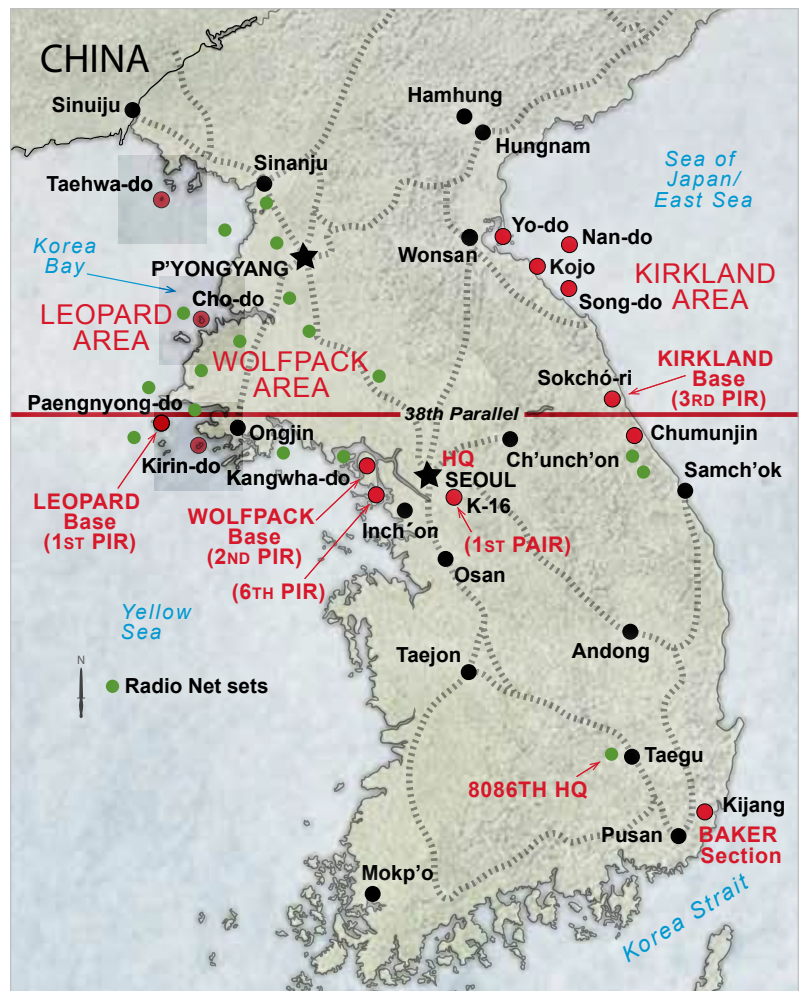 CHINA
Sinuiju
Hamhung
Hungnam
Sea of
Japan/
East Sea
Taehwa-do
Sinanju
Yo-do
Nan-do
Wonsan
Korea
Bay
P'YONGYANG
Kojo
KIRKLAND
AREA
Cho-do
Song-do
LEOPARD
AREA
WOLFPACK
AREA
KIRKLAND
Base
(3RD PIR)
Sokchó-ri
Paengnyong-do
38th Parallel
Ongjin
Chumunjin
Kirin-do
Kangwha-do
HQ
SEOUL
Ch'unch'on
Samch'ok
K-16
LEOPARD
Base
(1ST PIR)
WOLFPACK
Base
(2ND PIR)
Inch´on
(1ST PAIR)
(6TH PIR)
Osan
Yellow
Sea
Taejon
Andong
N
Radio Net sets
Taegu
8086TH HQ
Kijang
Pusan
BAKER
Section
Mokp'o
Korea Strait